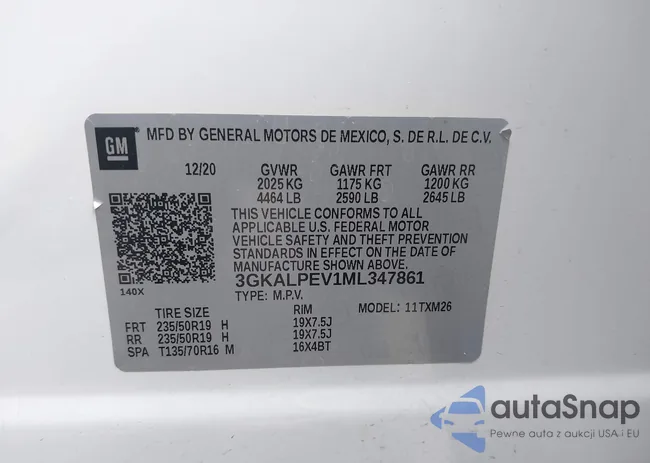 GM MFD BY GENERAL MOTORS DE MEXICO, S. DE R.L. DE C.V.
12/20 GVWR GAWR FRT GAWR RR
2025 KG 1175 KG 1200 KG
4464 LB 2590 LB 2645 LB
THIS VEHICLE CONFORMS TO ALL
APPLICABLE U.S. FEDERAL MOTOR
VEHICLE SAFETY AND THEFT PREVENTION
STANDARDS IN EFFECT ON THE DATE OF
MANUFACTURE SHOWN ABOVE.
3GKALPEV1ML347861
140X TYPE: M.P.V.
TIRE SIZE RIM MODEL: 11TXM26
FRT 235/50R19 H 19X7.5J
RR 235/50R19 H 19X7.5J
SPA T135/70R16 M 16X4BT
autaSnap
Pewne auta z aukcji USA i EU